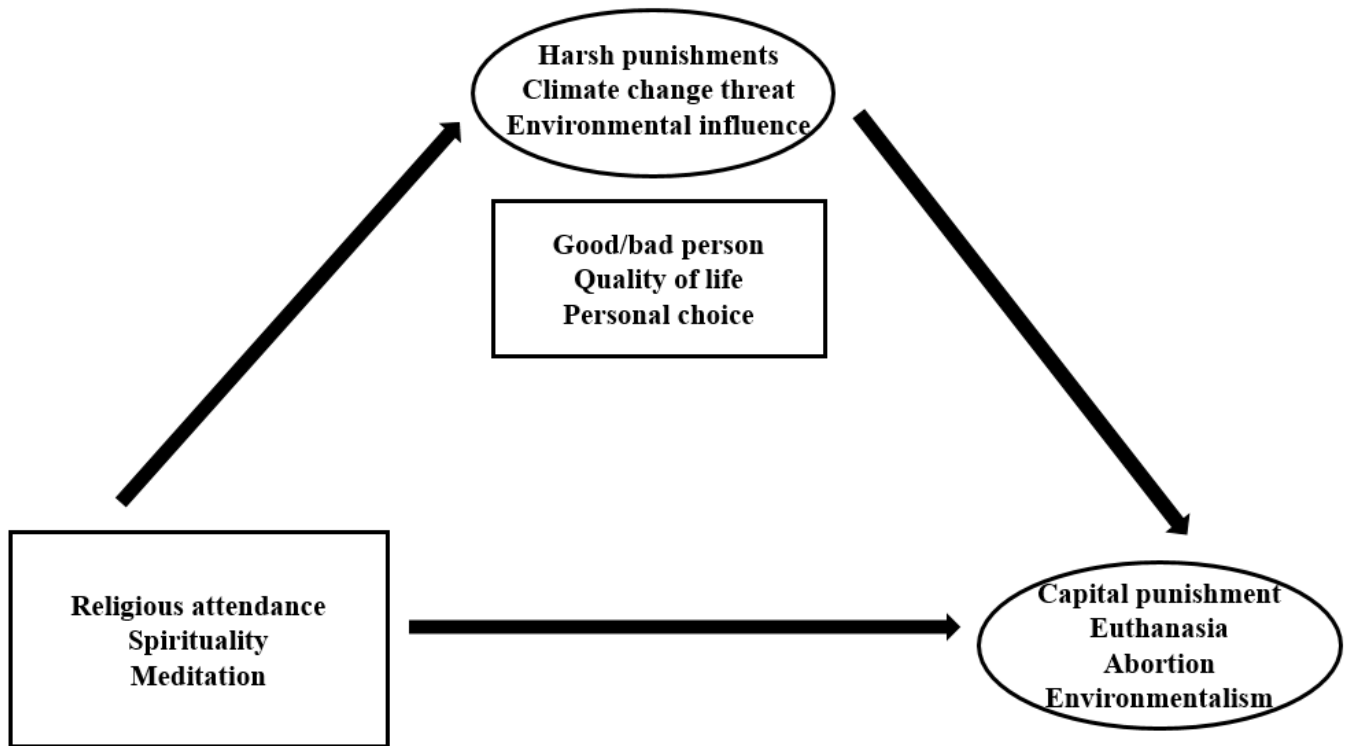 Harsh punishments
Climate change threat
Environmental influence
Good/bad person
Quality of life
Personal choice
Religious attendance
Spirituality
Meditation
Capital punishment
Euthanasia
Abortion
Environmentalism